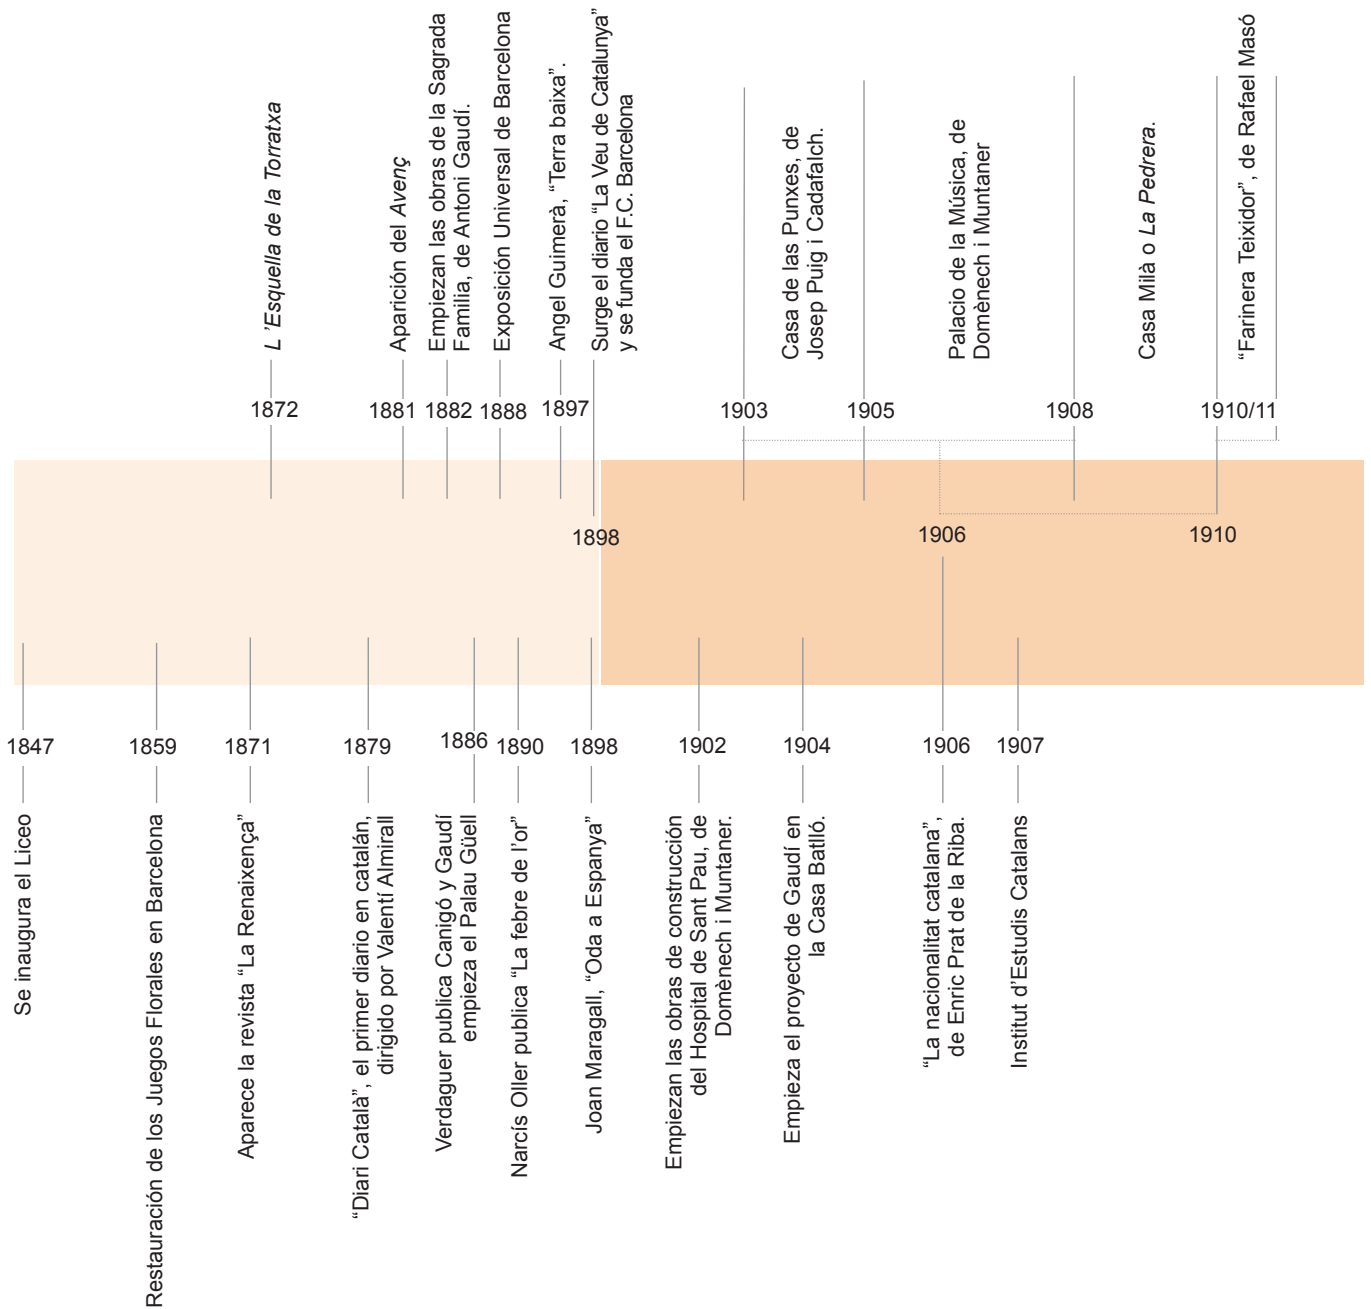 L ’Esquella de la Torratxa
1872
Aparición del Avenç
1881
Empiezan las obras de la Sagrada
Familia, de Antoni Gaudí.
1882
Exposición Universal de Barcelona
1888
Angel Guimerà, “Terra baixa”.
1897
Surge el diario “La Veu de Catalunya”
y se funda el F.C. Barcelona
1898
1903
Casa de las Punxes, de
Josep Puig i Cadafalch.
1905
Palacio de la Música, de
Domènech i Muntaner
1908
Casa Milà o La Pedrera.
1910/11
“Farinera Teixidor”, de Rafael Masó
1906
1910
1847
Se inaugura el Liceo
1859
Restauración de los Juegos Florales en Barcelona
1871
Aparece la revista “La Renaixença”
1879
“Diari Català”, el primer diario en catalán,
dirigido por Valentí Almirall
1886
Verdaguer publica Canigó y Gaudí
empieza el Palau Güell
1890
Narcís Oller publica “La febre de l’or”
1898
Joan Maragall, “Oda a Espanya”
1902
Empiezan las obras de construcción
del Hospital de Sant Pau, de
Domènech i Muntaner.
1904
Empieza el proyecto de Gaudí en
la Casa Batlló.
1906
“La nacionalitat catalana”,
de Enric Prat de la Riba.
1907
Institut d’Estudis Catalans